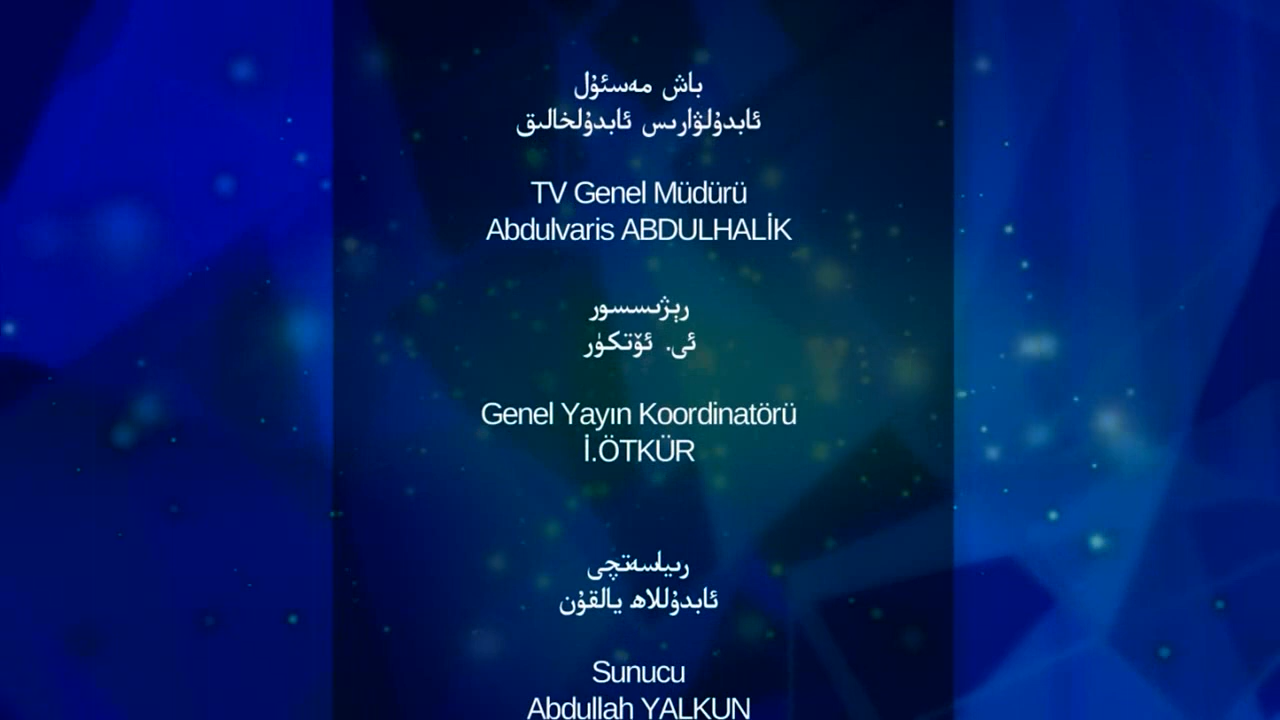 باش مەسئۇل
ئابدۇلۋارىس ئابدۇلخالىق
TV Genel Müdürü
Abdulvaris ABDULHALİK
رېژىسسور
ئى. ئۆتكۈر
Genel Yayın Koordinatörü
İ.ÖTKÜR
رىياسەتچى
ئابدۇللاھ يالقۇن
Sunucu
Abdullah YALKUN